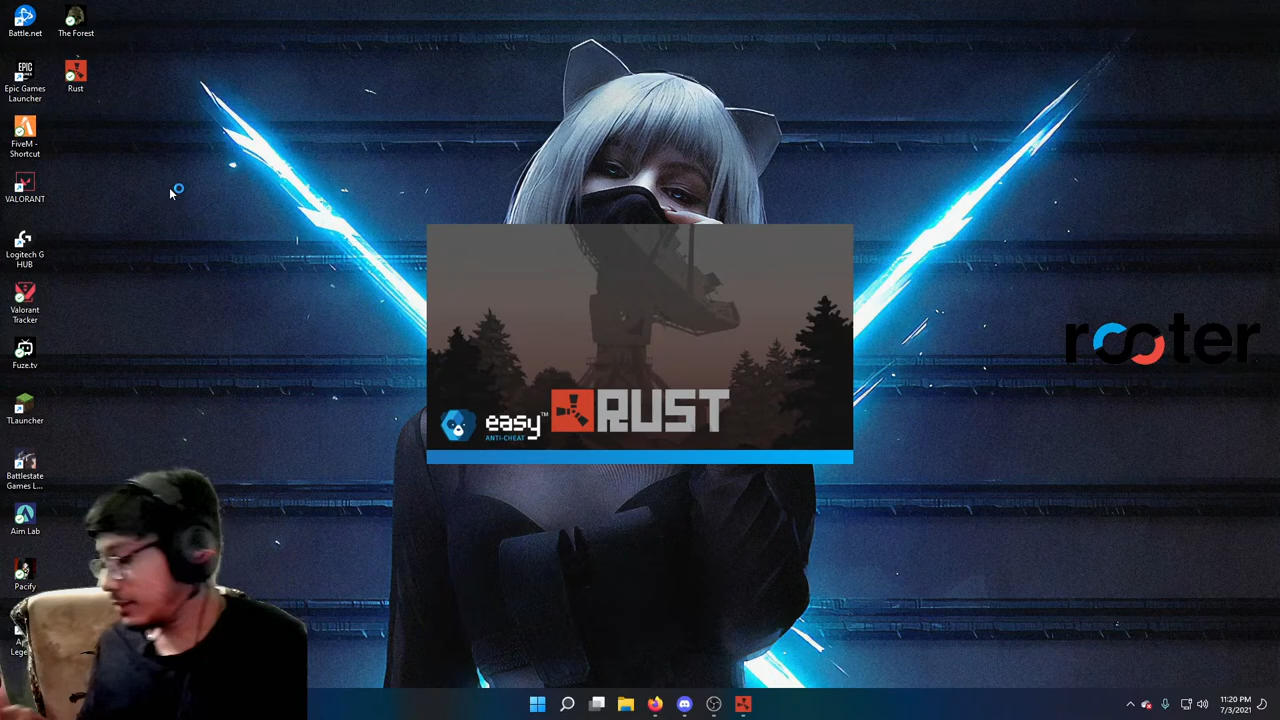 Battle.net
The Forest
Epic Games
Launcher
Rust
FiveM -
Shortcut
VALORANT
Logitech G
HUB
Valorant
Tracker
Fuze.tv
TLauncher
Battlestate
Games L...
Aim Lab
Pacify
EPIC
GAMES
easy™
ANTI-CHEAT
RUST
rooter
11:20 PM
7/3/2021